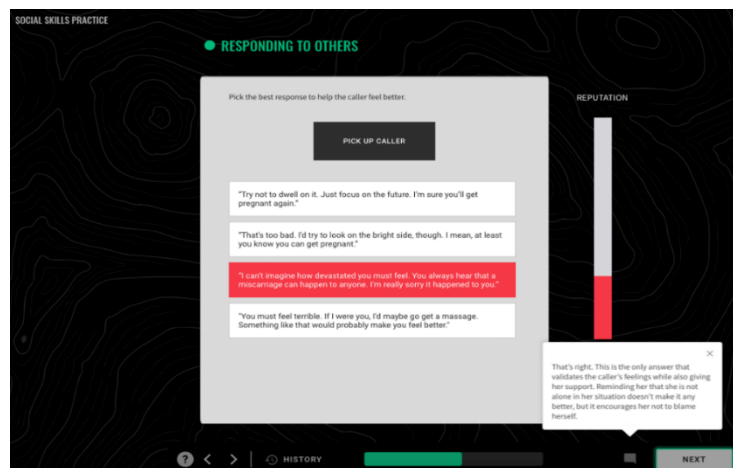 SOCIAL SKILLS PRACTICE
RESPONDING TO OTHERS
Pick the best response to help the caller feel better.
REPUTATION
PICK UP CALLER
"Try not to dwell on it. Just focus on the future. I'm sure you'll get
pregnant again."
"That's too bad. I'd try to look on the bright side, though. I mean, at least
you know you can get pregnant."
"I can't imagine how devastated you must feel. You always hear that a
miscarriage can happen to anyone. I'm really sorry it happened to you."
"You must feel terrible. If I were you, I'd maybe go get a massage.
Something like that would probably make you feel better."
That's right. This is the only answer that
validates the caller's feelings while also giving
her support. Reminding her that she is not
alone in her situation doesn't make it any
better, but it encourages her not to blame
herself.
? < > HISTORY
NEXT